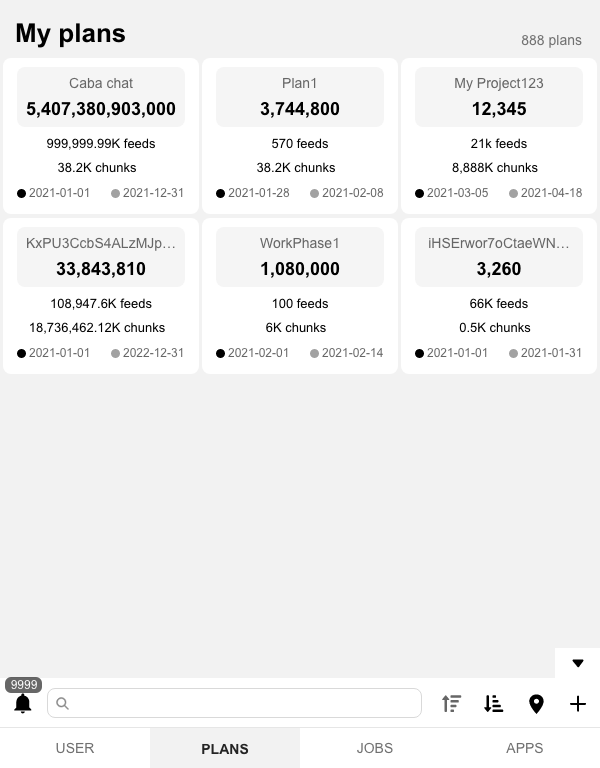 My plans
888 plans
Caba chat
5,407,380,903,000
999,999.99K feeds
38.2K chunks
2021-01-01 2021-12-31
Plan1
3,744,800
570 feeds
38.2K chunks
2021-01-28 2021-02-08
My Project123
12,345
21k feeds
8,888K chunks
2021-03-05 2021-04-18
KxPU3CcbS4ALzMJp...
33,843,810
108,947.6K feeds
18,736,462.12K chunks
2021-01-01 2022-12-31
WorkPhase1
1,080,000
100 feeds
6K chunks
2021-02-01 2021-02-14
iHSErwor7oCtaeWN...
3,260
66K feeds
0.5K chunks
2021-01-01 2021-01-31
9999
USER PLANS JOBS APPS